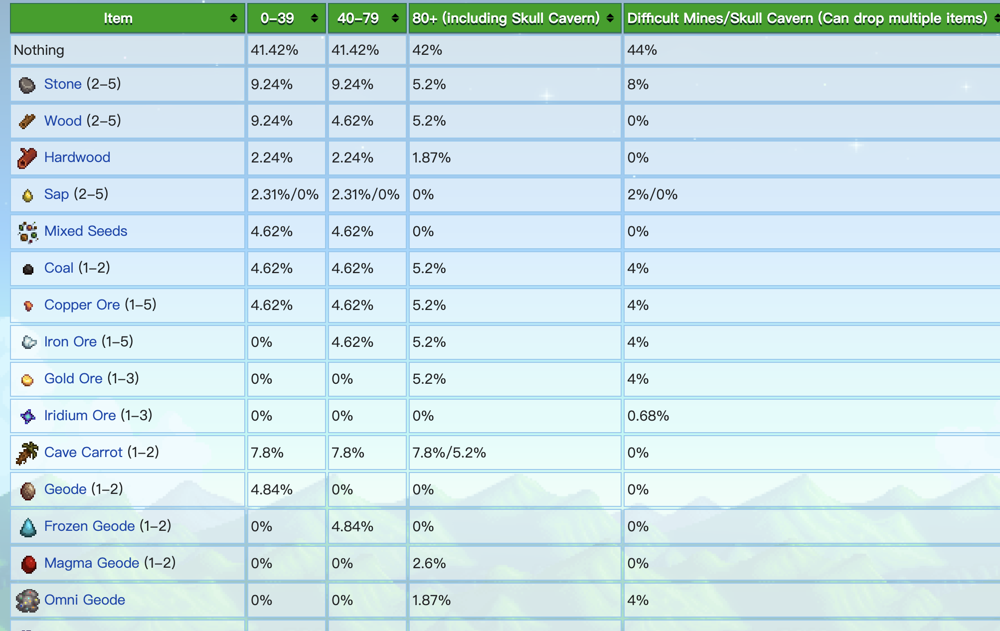 Item 0–39 40–79 80+ (including Skull Cavern) Difficult Mines/Skull Cavern (Can drop multiple items)
Nothing 41.42% 41.42% 42% 44%
Stone (2–5) 9.24% 9.24% 5.2% 8%
Wood (2–5) 9.24% 4.62% 5.2% 0%
Hardwood 2.24% 2.24% 1.87% 0%
Sap (2–5) 2.31%/0% 2.31%/0% 0% 2%/0%
Mixed Seeds 4.62% 4.62% 0% 0%
Coal (1–2) 4.62% 4.62% 5.2% 4%
Copper Ore (1–5) 4.62% 4.62% 5.2% 4%
Iron Ore (1–5) 0% 4.62% 5.2% 4%
Gold Ore (1–3) 0% 0% 5.2% 4%
Iridium Ore (1–3) 0% 0% 0% 0.68%
Cave Carrot (1–2) 7.8% 7.8% 7.8%/5.2% 0%
Geode (1–2) 4.84% 0% 0% 0%
Frozen Geode (1–2) 0% 4.84% 0% 0%
Magma Geode (1–2) 0% 0% 2.6% 0%
Omni Geode 0% 0% 1.87% 4%